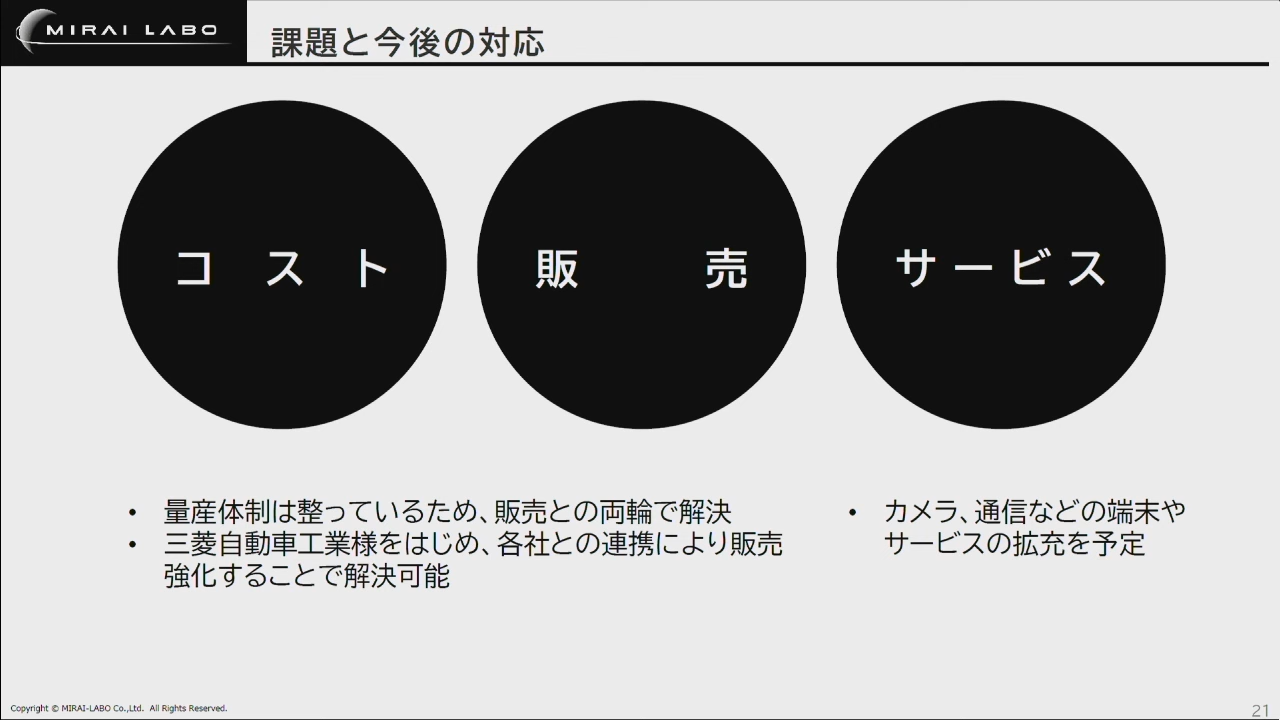 MIRAI LABO
課題と今後の対応
コスト
販売
サービス
• 量産体制は整っているため、販売との両輪で解決
• 三菱自動車工業様をはじめ、各社との連携により販売
強化することで解決可能
• カメラ、通信などの端末や
サービスの拡充を予定
Copyright © MIRAI-LABO Co.,Ltd. All Rights Reserved.
21